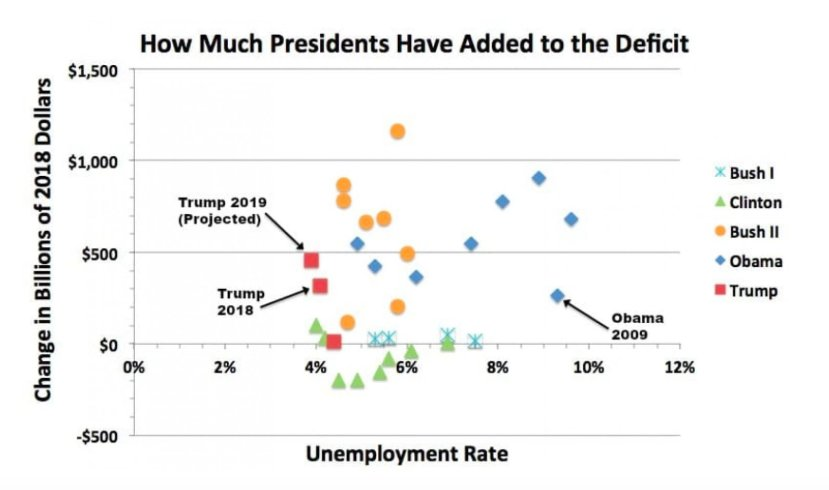 How Much Presidents Have Added to the Deficit
Change in Billions of 2018 Dollars
$1,500
$1,000
$500
$0
-$500
Trump 2019
(Projected)
Trump
2018
Obama
2009
0%
2%
4%
6%
8%
10%
12%
Unemployment Rate
Bush I
Clinton
Bush II
Obama
Trump